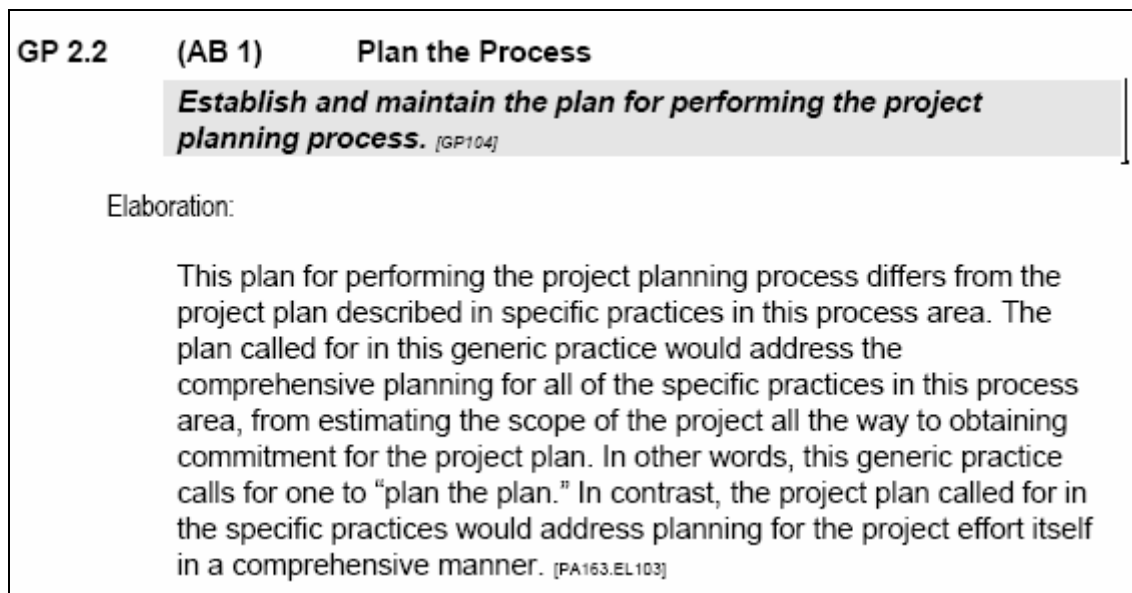 GP 2.2 (AB 1) Plan the Process
Establish and maintain the plan for performing the project
planning process. [GP104]
Elaboration:
This plan for performing the project planning process differs from the
project plan described in specific practices in this process area. The
plan called for in this generic practice would address the
comprehensive planning for all of the specific practices in this process
area, from estimating the scope of the project all the way to obtaining
commitment for the project plan. In other words, this generic practice
calls for one to “plan the plan.” In contrast, the project plan called for in
the specific practices would address planning for the project effort itself
in a comprehensive manner. [PA163.EL103]